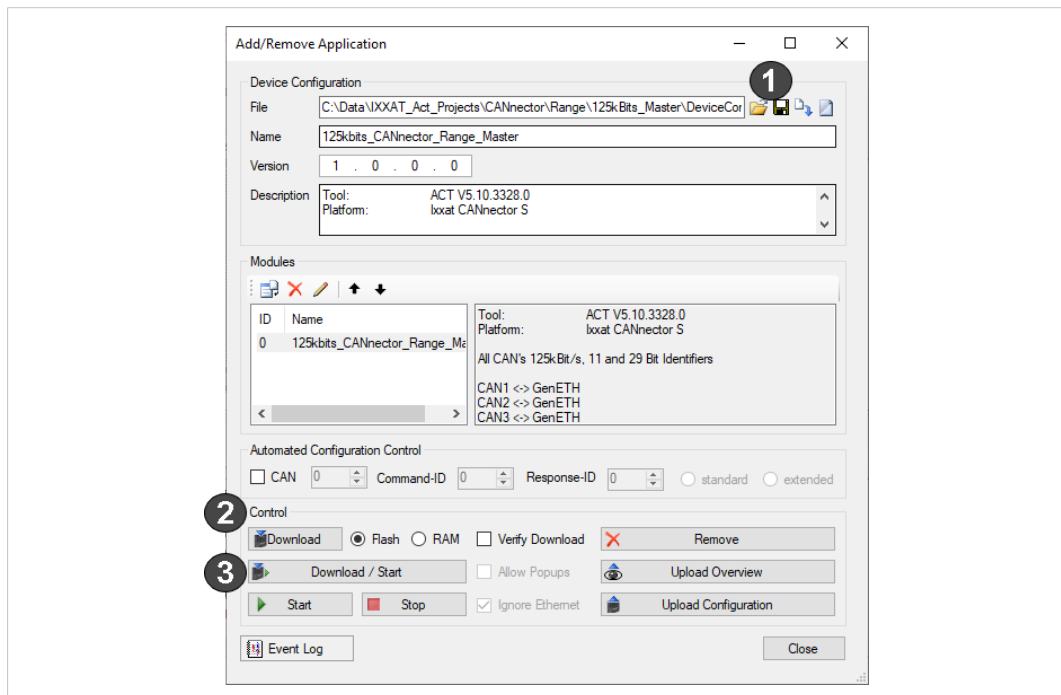 Add/Remove Application
1
Device Configuration
File C:\Data\IXXAT_Act_Projects\CANnector\Range\125kBits_Master\DeviceCor
Name 125kbits_CANnector_Range_Master
Version 1 . 0 . 0 . 0
Description Tool: ACT V5.10.3328.0
Platform: Ixxat CANnector S
Modules
ID Name
0 125kbits_CANnector_Range_Ma
Tool: ACT V5.10.3328.0
Platform: Ixxat CANnector S
All CAN's 125kBit/s, 11 and 29 Bit Identifiers
CAN1 <-> GenETH
CAN2 <-> GenETH
CAN3 <-> GenETH
Automated Configuration Control
CAN 0 Command-ID 0 Response-ID 0 standard extended
2 Control
Download Flash RAM Verify Download Remove
3 Download / Start Allow Popups Upload Overview
Start Stop Ignore Ethernet Upload Configuration
Event Log Close